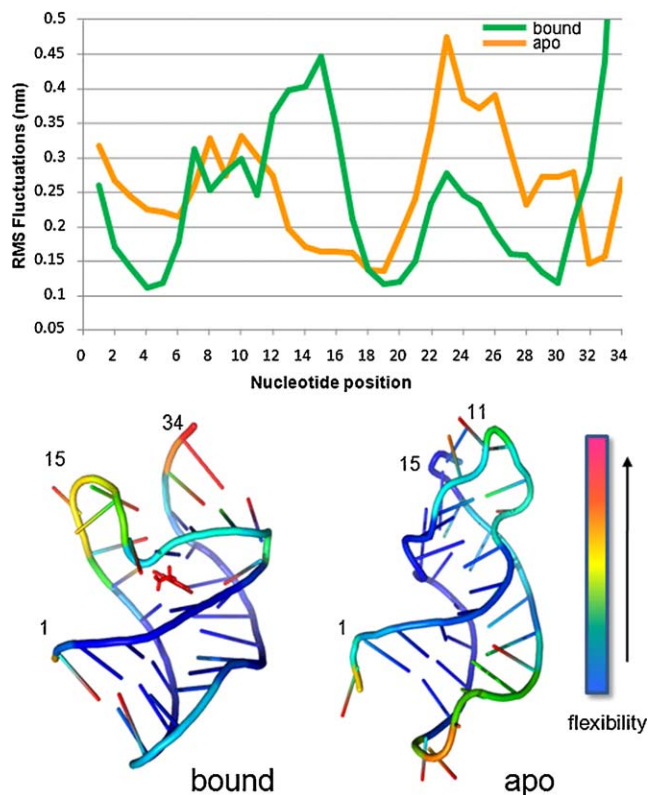 0.5
0.45
0.4
0.35
0.3
0.25
0.2
0.15
0.1
0.05
RMS Fluctuations (nm)
bound
apo
0 2 4 6 8 10 12 14 16 18 20 22 24 26 28 30 32 34
Nucleotide position
34
15
1
bound
11
15
1
apo
flexibility